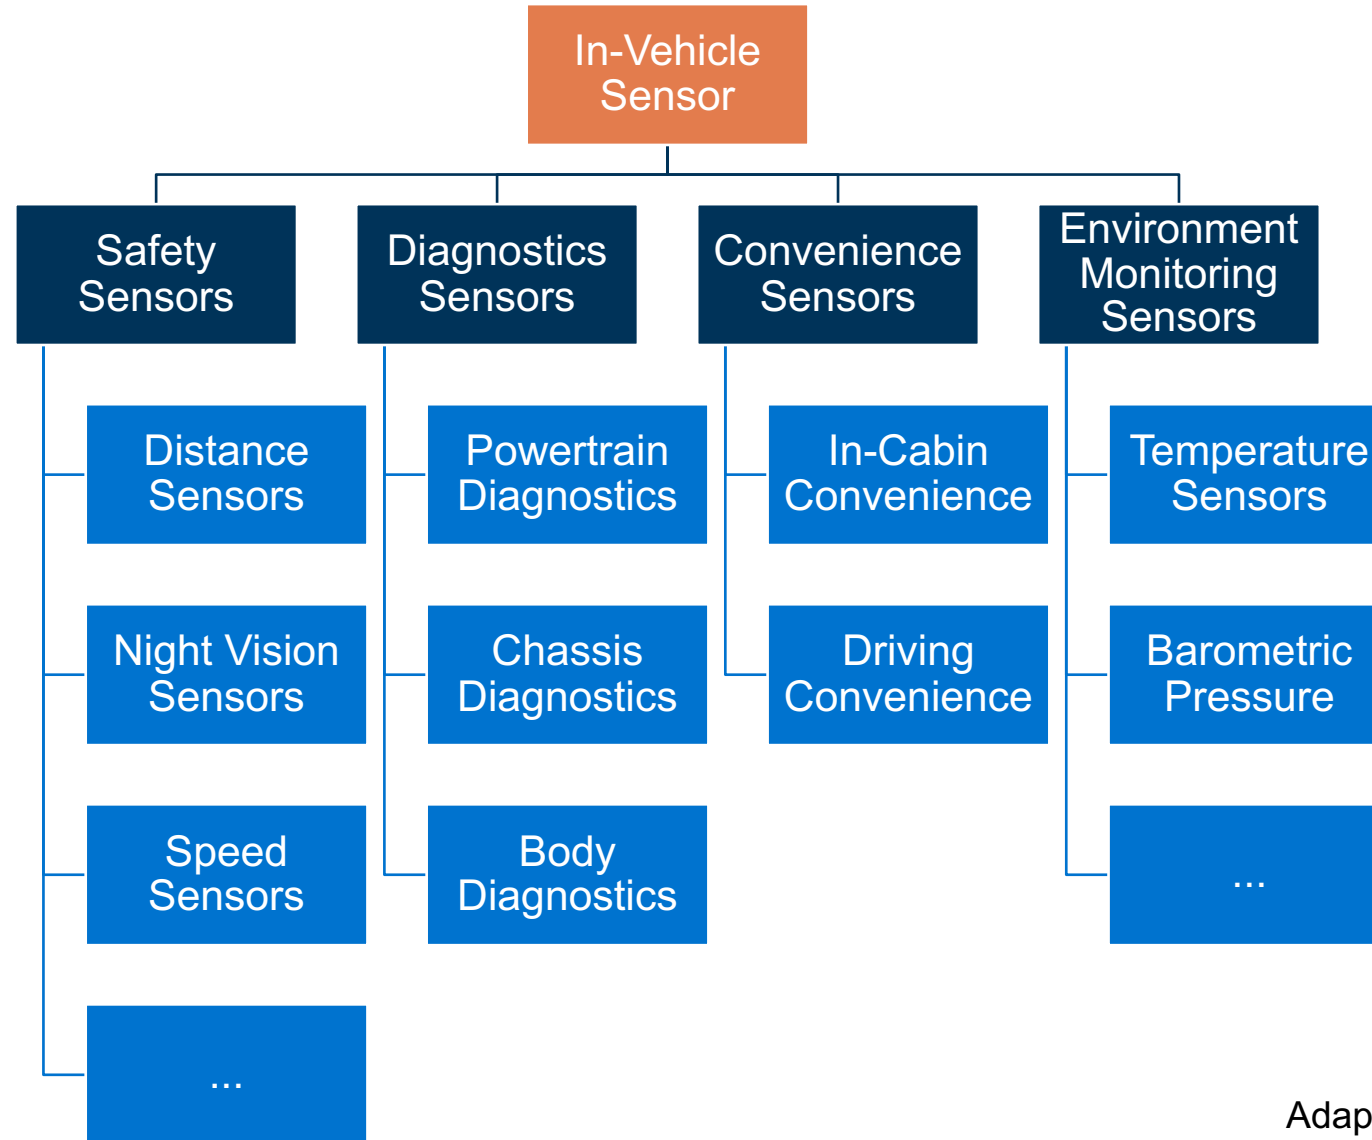 In-Vehicle
Sensor
Safety
Sensors
Diagnostics
Sensors
Convenience
Sensors
Environment
Monitoring
Sensors
Distance
Sensors
Powertrain
Diagnostics
In-Cabin
Convenience
Temperature
Sensors
Night Vision
Sensors
Chassis
Diagnostics
Driving
Convenience
Barometric
Pressure
Speed
Sensors
Body
Diagnostics
...
...
Adap